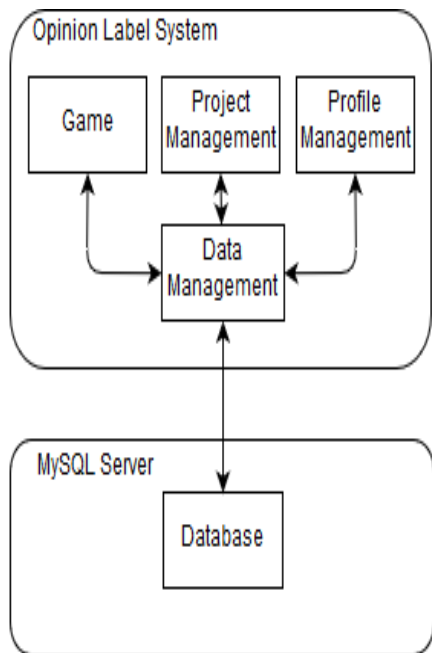 Opinion Label System
Game
Project
Management
Profile
Management
Data
Management
MySQL Server
Database